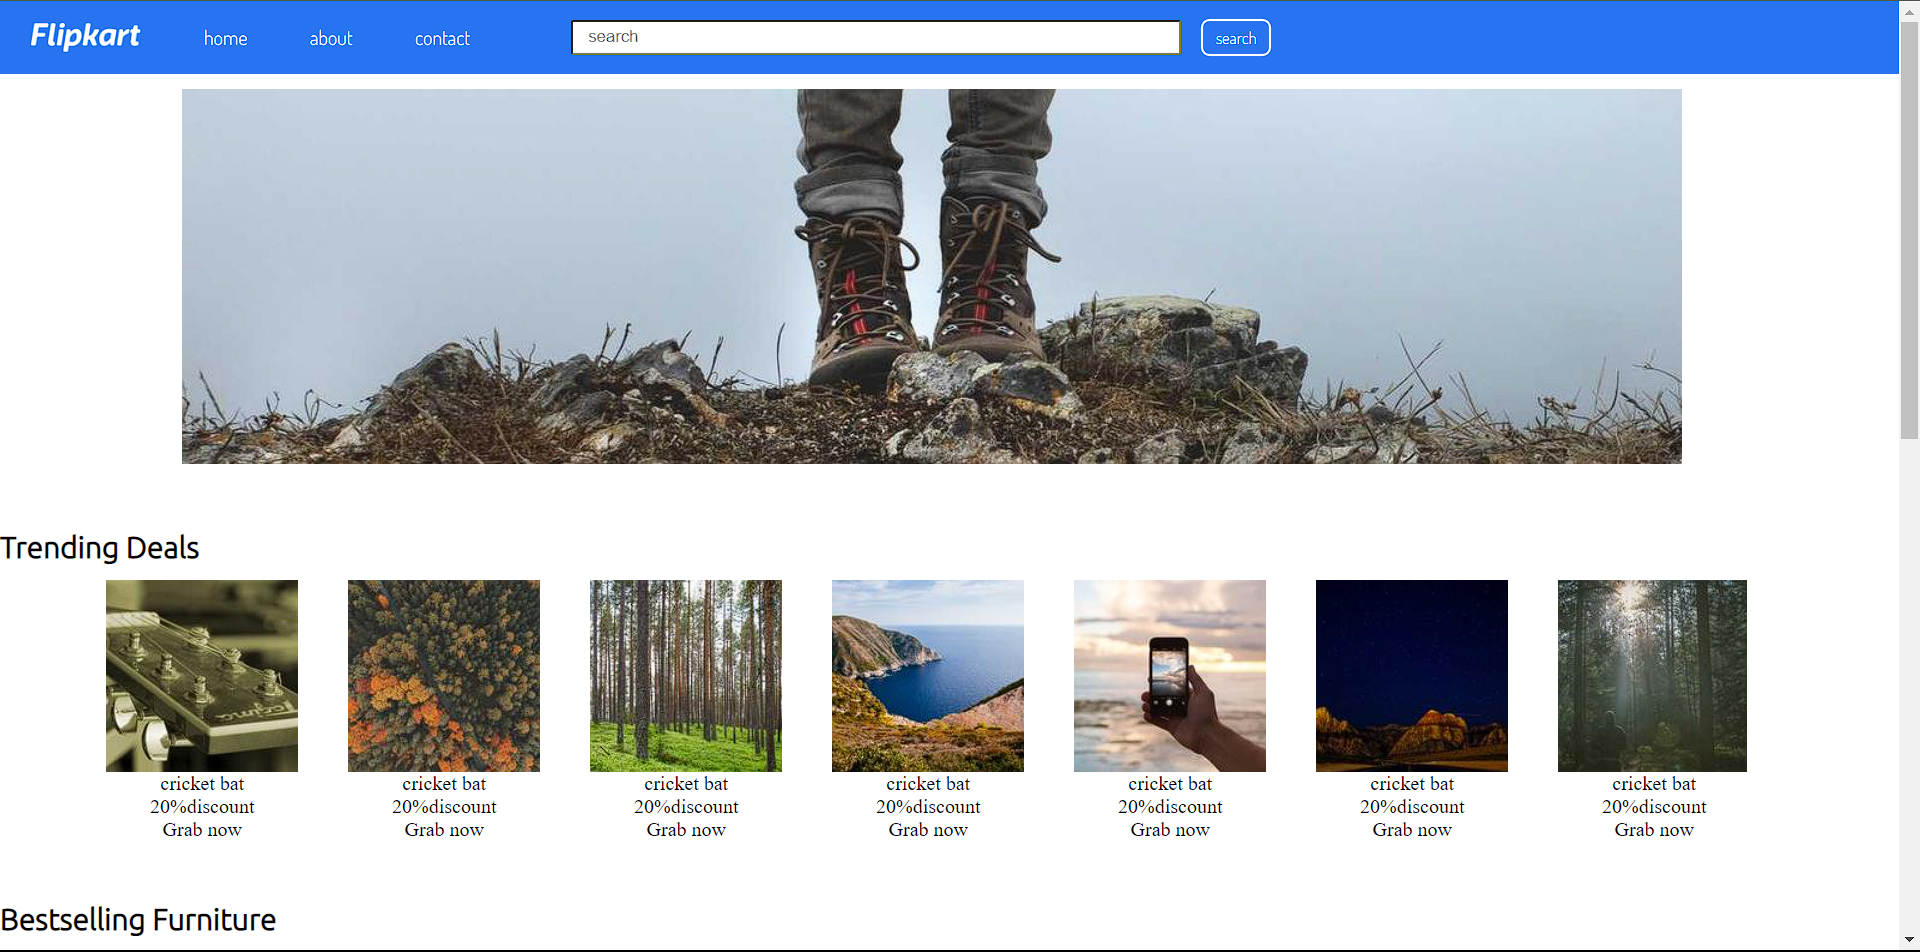 Flipkart home about contact search search
Trending Deals
cricket bat cricket bat cricket bat cricket bat cricket bat cricket bat cricket bat
20%discount 20%discount 20%discount 20%discount 20%discount 20%discount 20%discount
Grab now Grab now Grab now Grab now Grab now Grab now Grab now
Bestselling Furniture